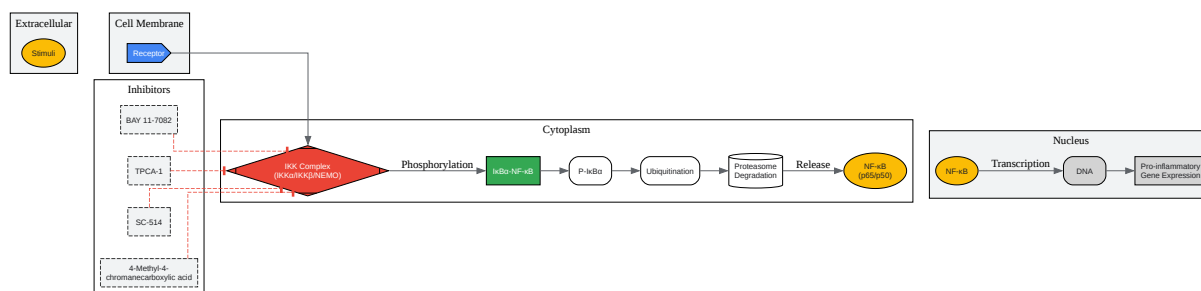 Extracellular
Stimuli
Cell Membrane
Receptor
Inhibitors
BAY 11-7082
TPCA-1
SC-514
4-Methyl-4-
chromanecarboxylic acid
Cytoplasm
IKK Complex
(IKKα/IKKβ/NEMO)
Phosphorylation
IκBα-NF-κB
P-IκBα
Ubiquitination
Proteasome
Degradation
Release
NF-κB
(p65/p50)
Nucleus
NF-κB
Transcription
DNA
Pro-inflammatory
Gene Expression